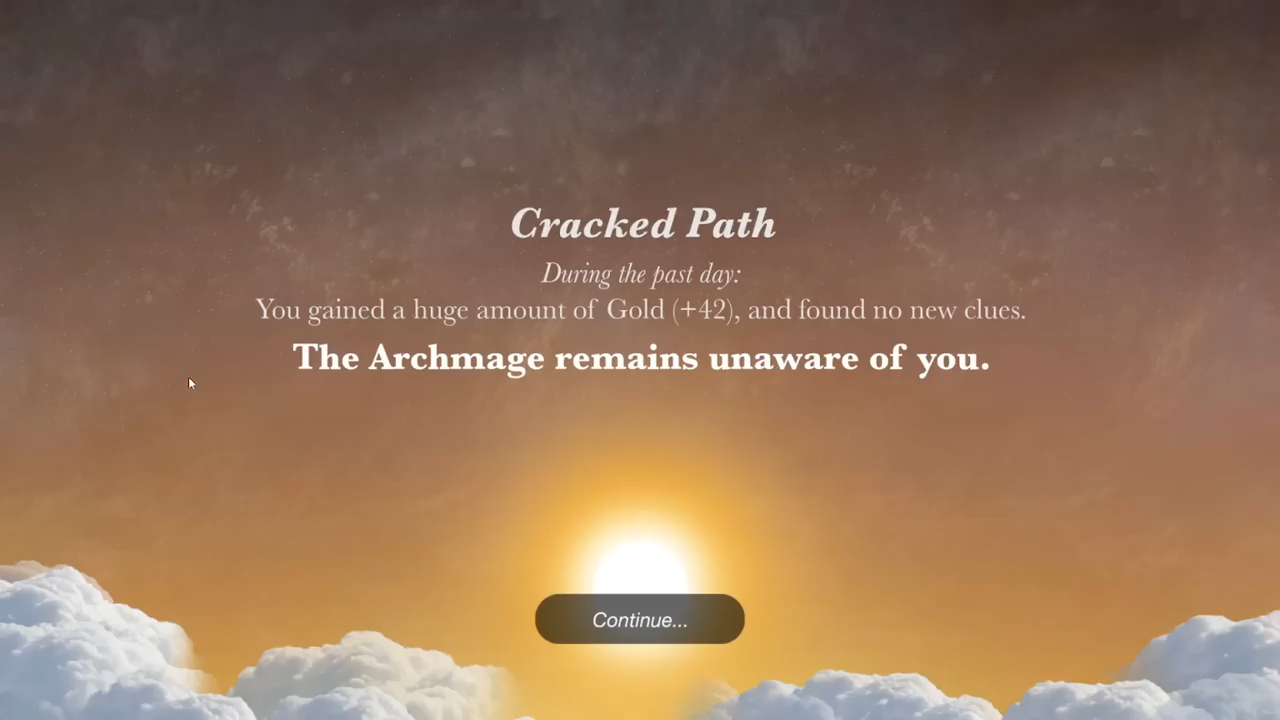 Cracked Path
During the past day:
You gained a huge amount of Gold (+42), and found no new clues.
The Archmage remains unaware of you.
Continue...